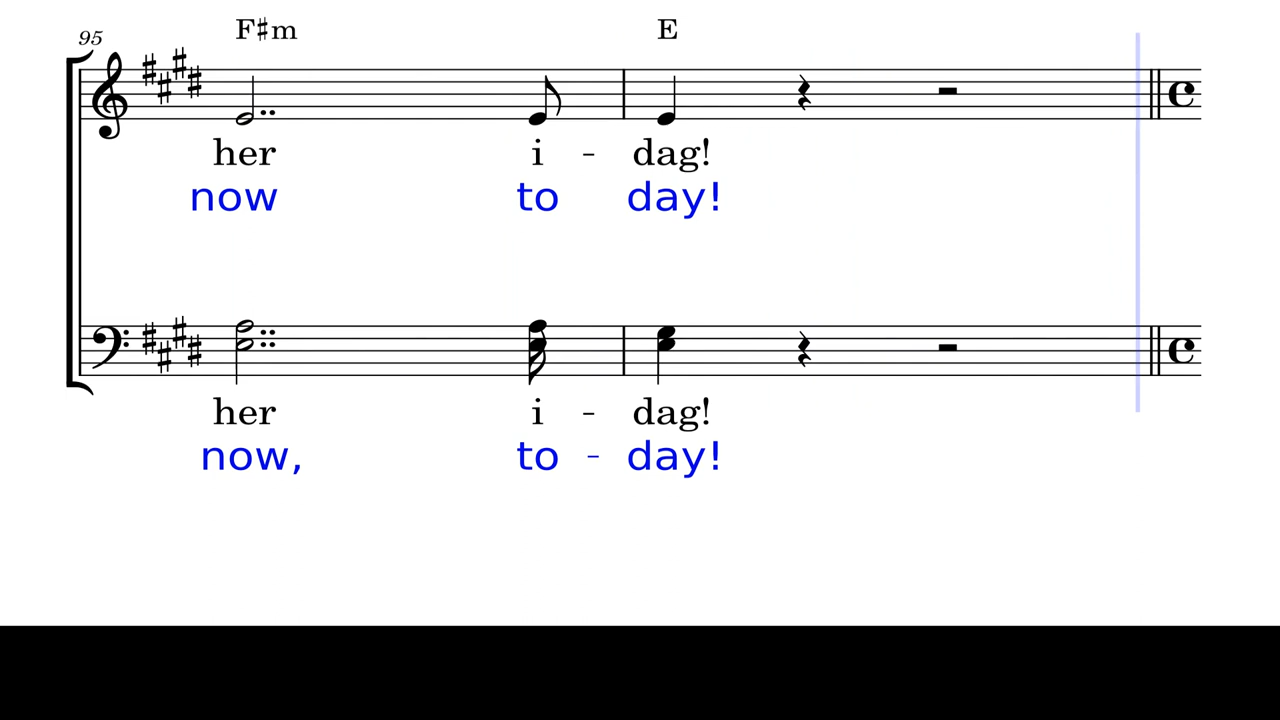 95 F♯m E
her i - dag!
now to day!
her i - dag!
now, to - day!